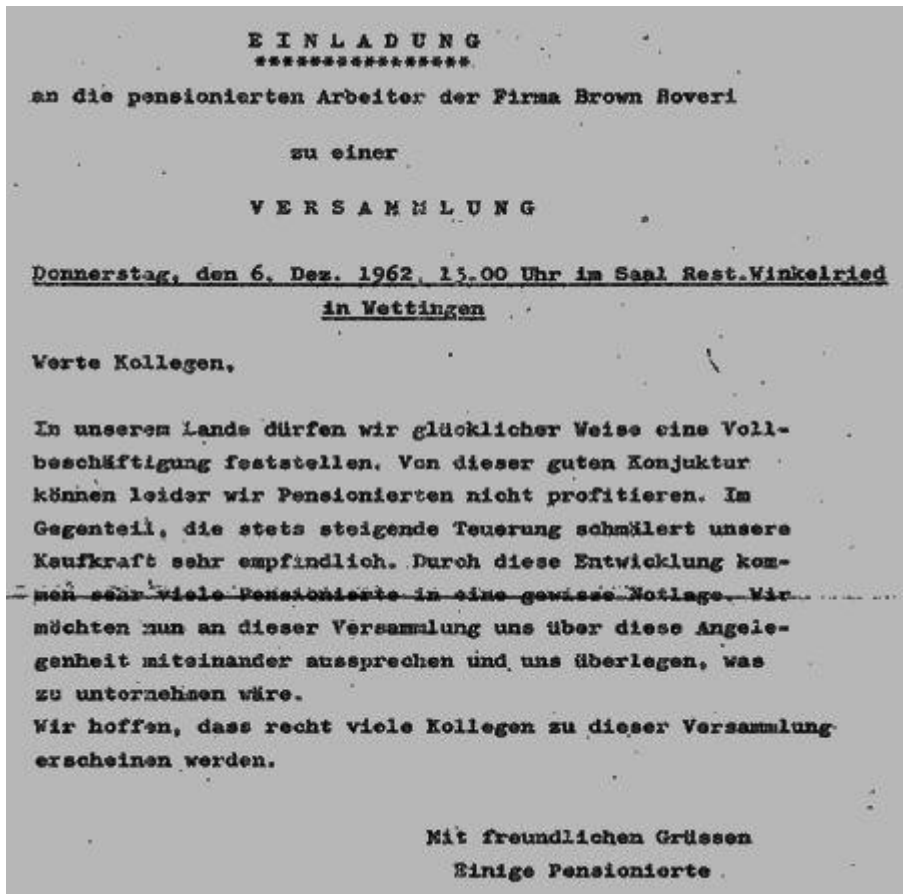 E I N L A D U N G
****************
an die pensionierten Arbeiter der Firma Brown Boveri
zu einer
V E R S A M M L U N G
Donnerstag, den 6. Dez. 1962, 15.00 Uhr im Saal Rest.Winkelried
in Wettingen
Werte Kollegen,
In unserem Lande dürfen wir glücklicher Weise eine Voll-
beschäftigung feststellen. Von dieser guten Konjuktur
können leider wir Pensionierten nicht profitieren. Im
Gegenteil, die stets steigende Teuerung schmälert unsere
Kaufkraft sehr empfindlich. Durch diese Entwicklung kom-
men sehr viele Pensionierte in eine gewisse Notlage. Wir
möchten nun an dieser Versammlung uns über diese Angele-
genheit miteinander aussprechen und uns überlegen, was
zu unternehmen wäre.
Wir hoffen, dass recht viele Kollegen zu dieser Versammlung
erscheinen werden.
Mit freundlichen Grüssen
Einige Pensionierte